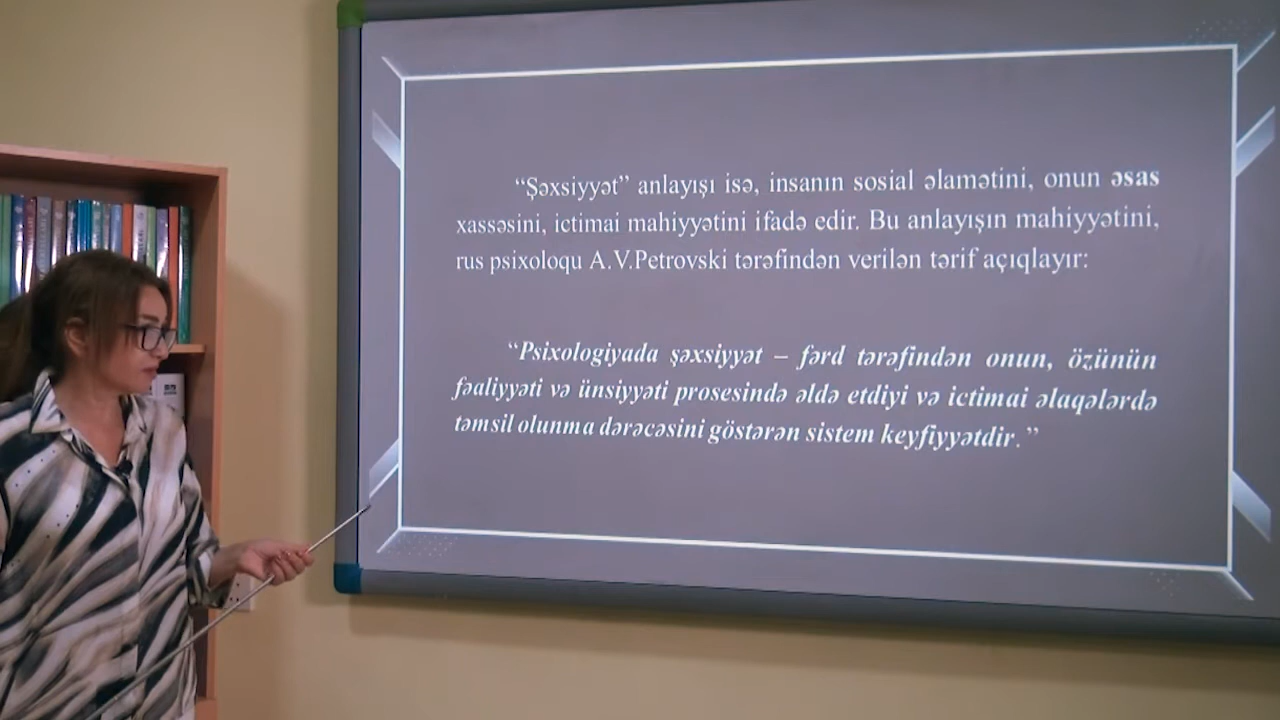 “Şəxsiyyət” anlayışı isə, insanın sosial əlamətini, onun əsas
xassəsini, ictimai mahiyyətini ifadə edir. Bu anlayışın mahiyyətini,
rus psixoloqu A.V.Petrovski tərəfindən verilən tərif açıqlayır:
“Psixologiyada şəxsiyyət – fərd tərəfindən onun, özünün
fəaliyyəti və ünsiyyəti prosesində əldə etdiyi və ictimai əlaqələrdə
təmsil olunma dərəcəsini göstərən sistem keyfiyyətdir.”